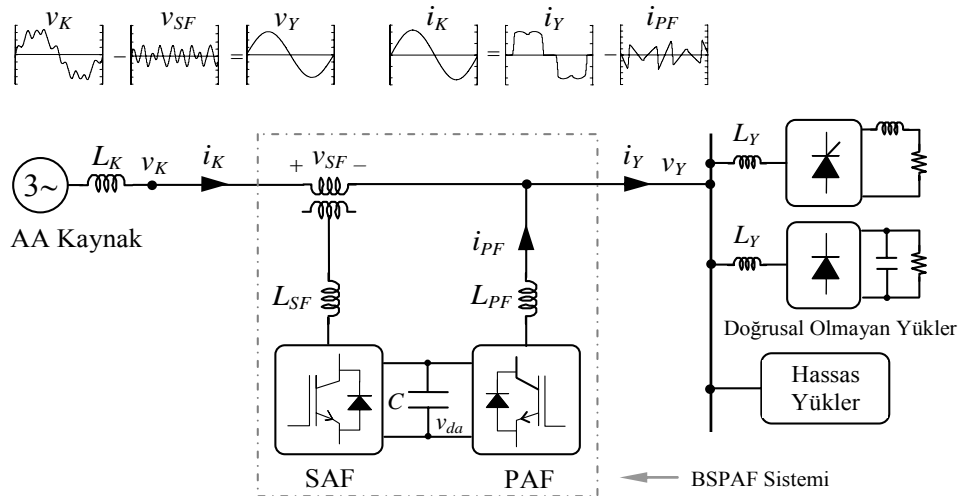 v_K − v_SF = v_Y
i_K = i_Y − i_PF
3~
L_K
v_K
i_K
+ v_SF −
i_Y
v_Y
L_Y
AA Kaynak
i_PF
L_Y
L_SF
L_PF
Doğrusal Olmayan Yükler
C
v_da
Hassas
Yükler
SAF
PAF
BSPAF Sistemi